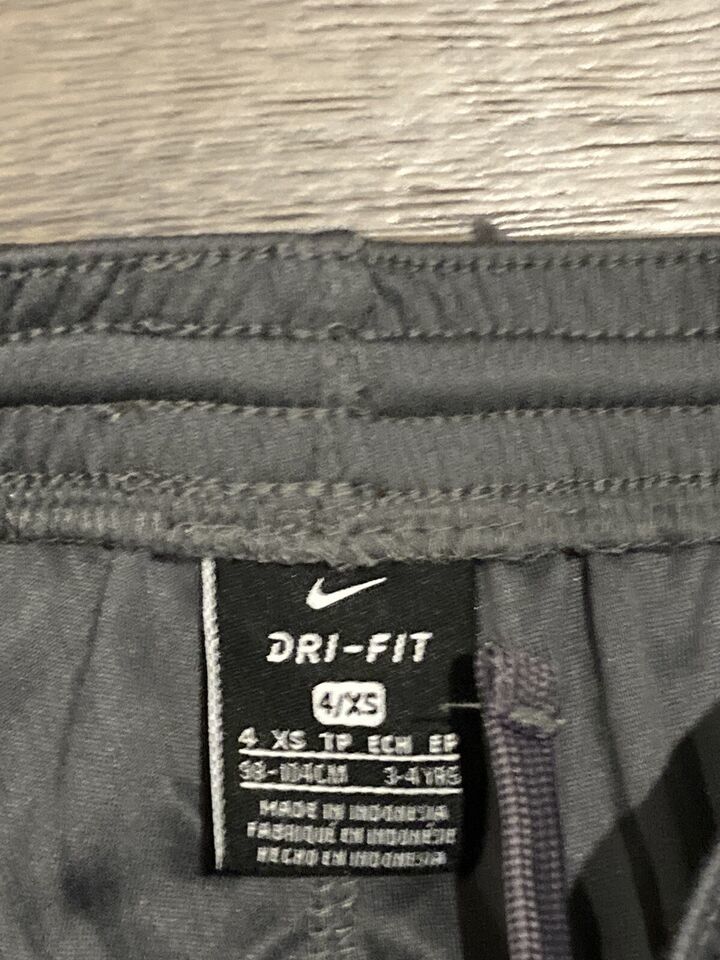 DRI-FIT
4/XS
4 XS TP ECH EP
98-104CM 3-4YRS
MADE IN INDONESIA
FABRIQUÉ EN INDONÉSIE
HECHO EN INDONESIA